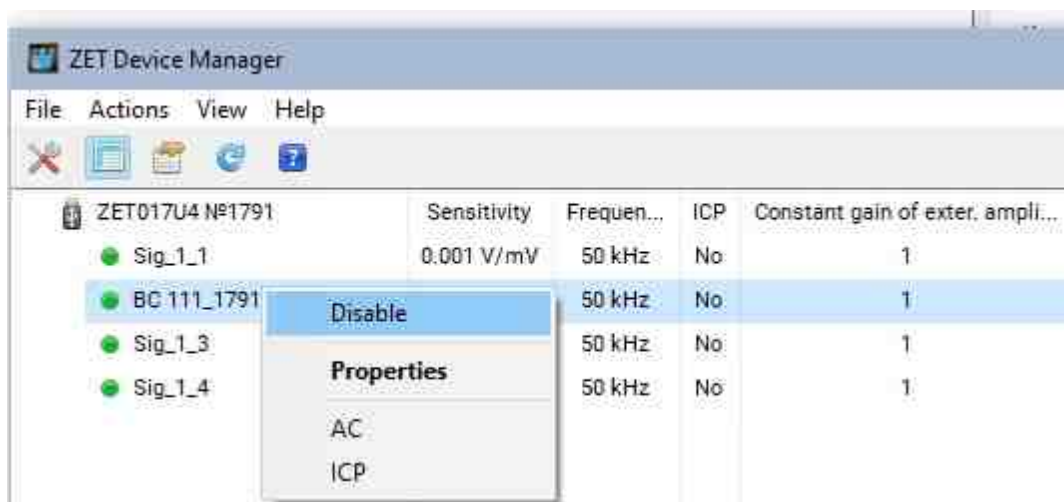 ZET Device Manager
File Actions View Help
ZET017U4 №1791 Sensitivity Frequen... ICP Constant gain of exter. ampli...
Sig_1_1 0.001 V/mV 50 kHz No 1
BC 111_1791 50 kHz No 1
Disable
Sig_1_3 50 kHz No 1
Properties
Sig_1_4 50 kHz No 1
AC
ICP